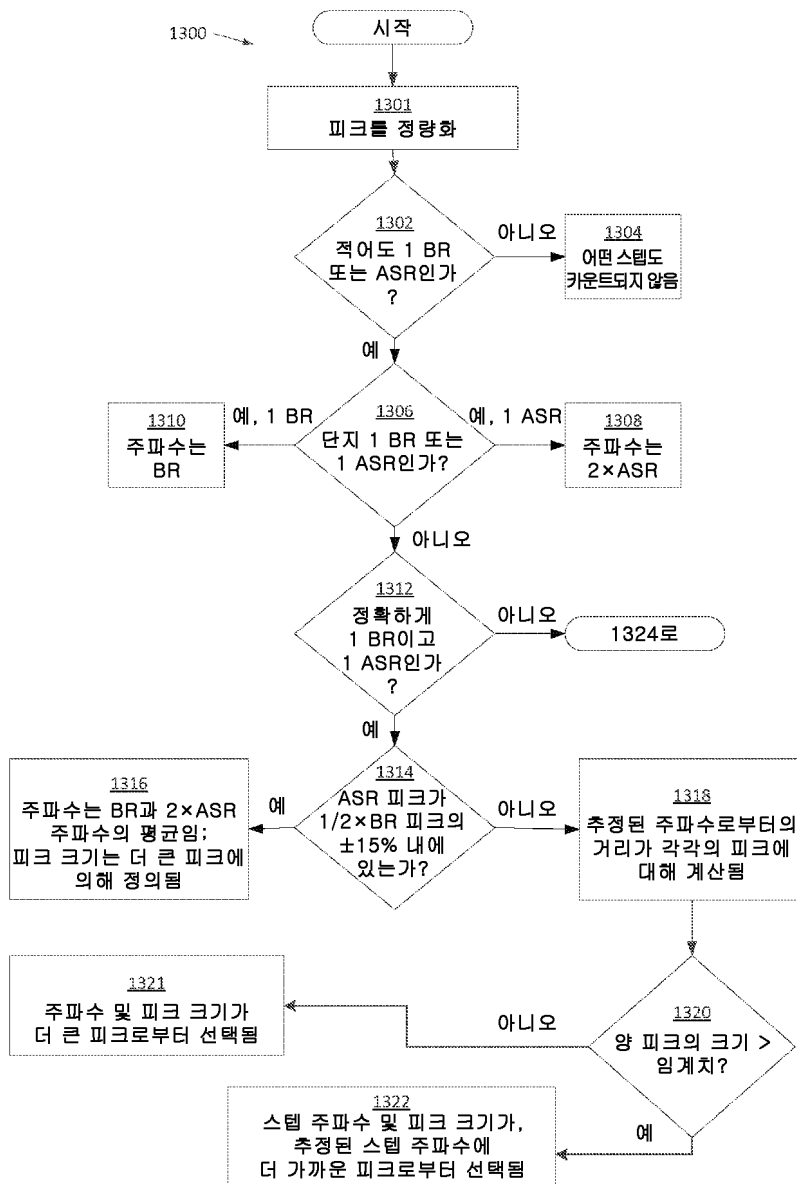 시작
1300
1301
피크를 정량화
1302
적어도 1 BR
또는 ASR인가
?
아니오
1304
어떤 스텝도
카운트되지 않음
예
1310
주파수는
BR
예, 1 BR
1306
단지 1 BR 또는
1 ASR인가?
예, 1 ASR
1308
주파수는
2×ASR
아니오
1312
정확하게
1 BR이고
1 ASR인가
?
아니오
1324로
예
1316
주파수는 BR과 2×ASR
주파수의 평균임;
피크 크기는 더 큰 피크에
의해 정의됨
예
1314
ASR 피크가
1/2×BR 피크의
±15% 내에
있는가?
아니오
1318
추정된 주파수로부터의
거리가 각각의 피크에
대해 계산됨
1321
주파수 및 피크 크기가
더 큰 피크로부터 선택됨
아니오
1320
양 피크의 크기 >
임계치?
예
1322
스텝 주파수 및 피크 크기가,
추정된 스텝 주파수에
더 가까운 피크로부터 선택됨